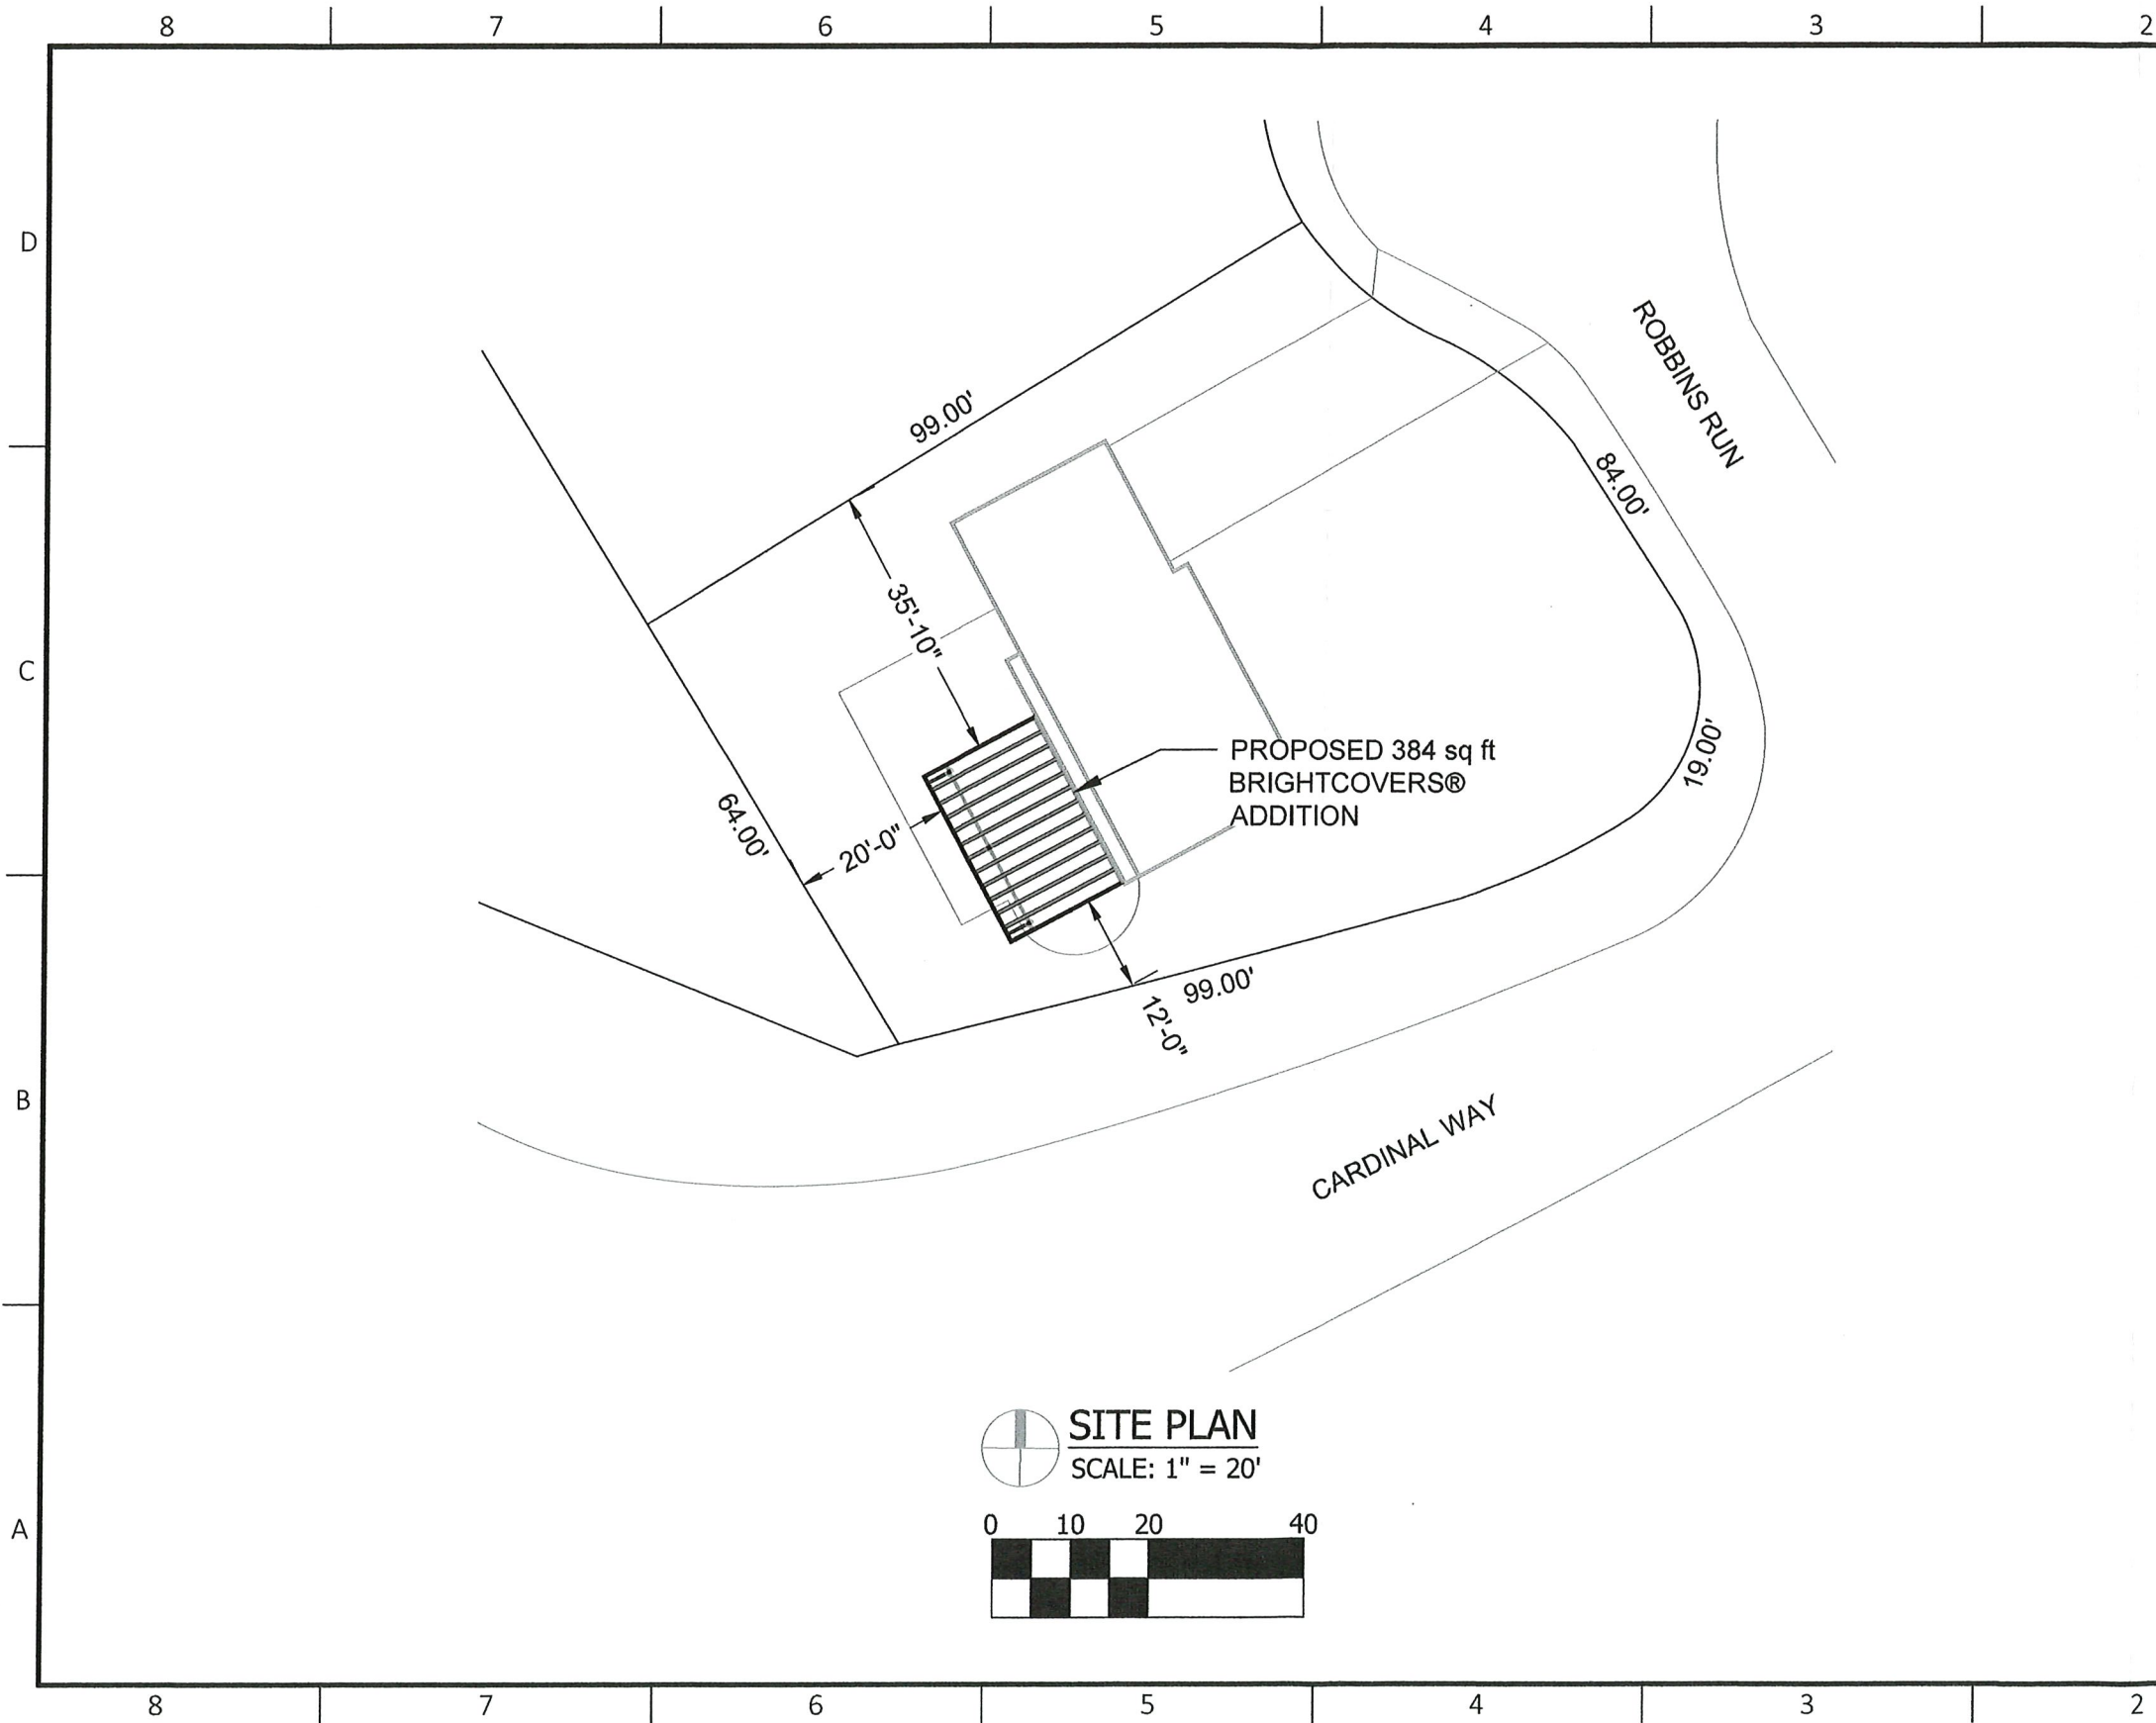 8 7 6 5 4 3 2
D
ROBBINS RUN
99.00'
84.00'
35'-10"
C
PROPOSED 384 sq ft
BRIGHTCOVERS®
ADDITION
19.00'
64.00'
20'-0"
99.00'
12'-0"
B
CARDINAL WAY
SITE PLAN
SCALE: 1" = 20'
0 10 20 40
A
8 7 6 5 4 3 2